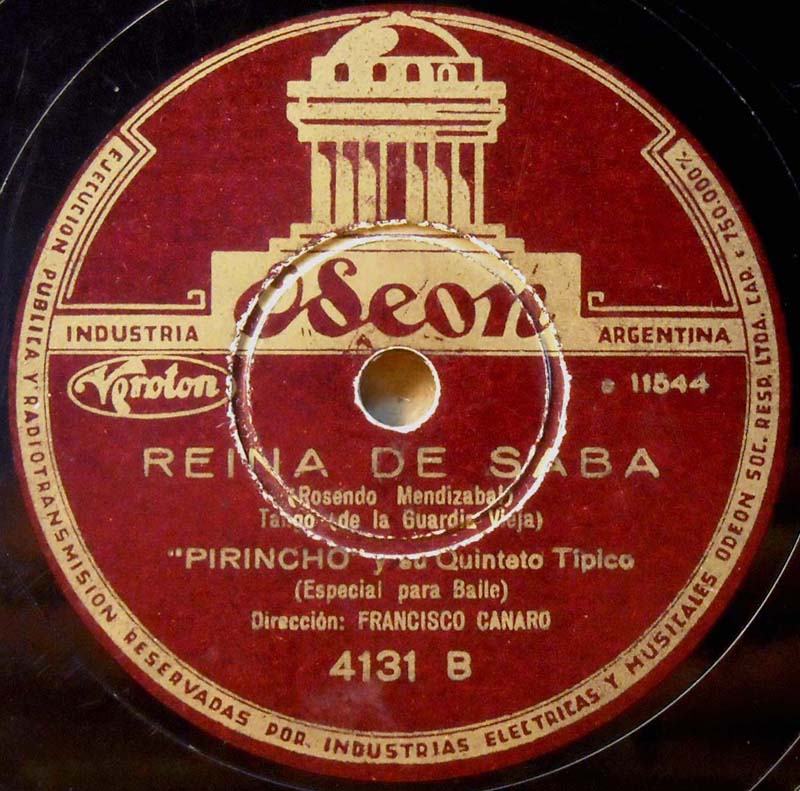 Odeon
INDUSTRIA
ARGENTINA
Vproton
e 11544
REINA DE SABA
(Rosendo Mendizabal)
Tango (de la Guardia Vieja)
"PIRINCHO" y su Quinteto Típico
(Especial para Baile)
Dirección: FRANCISCO CANARO
4131 B
EJECUCION PUBLICA Y RADIOTRANSMISION RESERVADAS POR INDUSTRIAS ELECTRICAS Y MUSICALES ODEON SOC. RESP. LTDA. CAP. $ 750.000 %